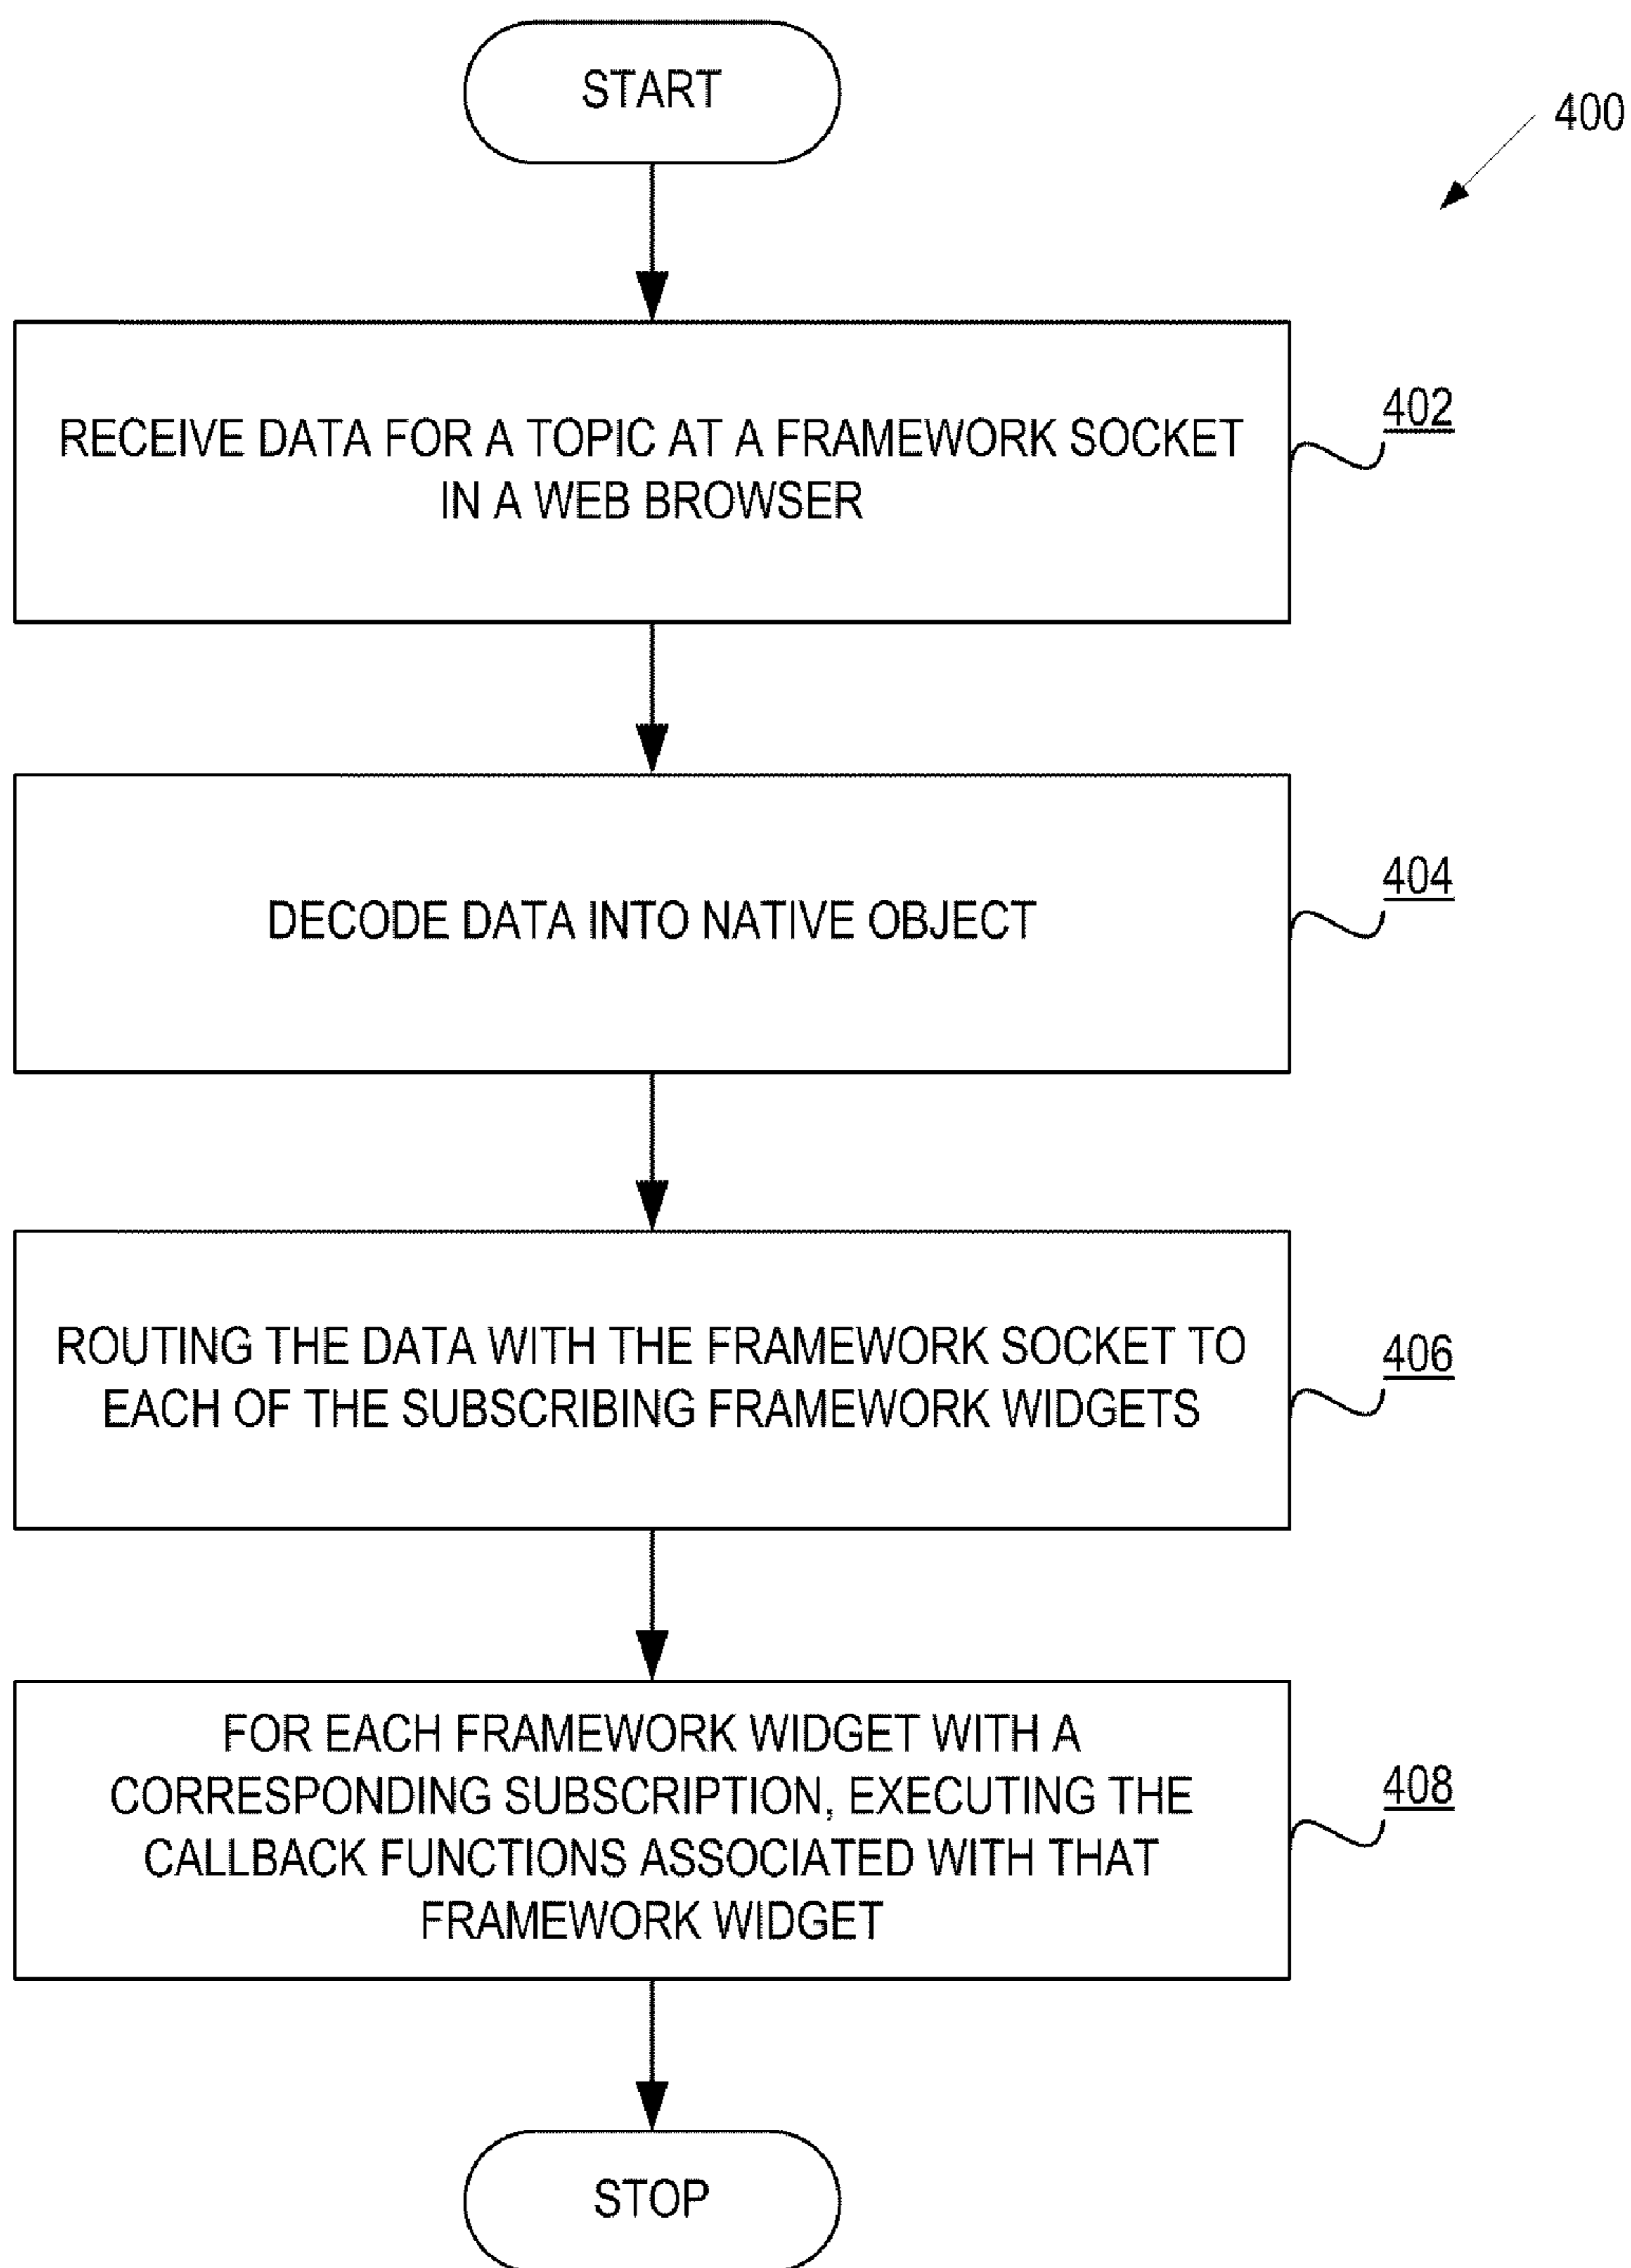 START
400
RECEIVE DATA FOR A TOPIC AT A FRAMEWORK SOCKET
IN A WEB BROWSER
402
DECODE DATA INTO NATIVE OBJECT
404
ROUTING THE DATA WITH THE FRAMEWORK SOCKET TO
EACH OF THE SUBSCRIBING FRAMEWORK WIDGETS
406
FOR EACH FRAMEWORK WIDGET WITH A
CORRESPONDING SUBSCRIPTION, EXECUTING THE
CALLBACK FUNCTIONS ASSOCIATED WITH THAT
FRAMEWORK WIDGET
408
STOP